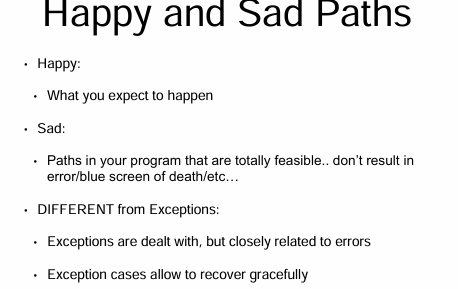 Happy and Sad Paths
• Happy:
• What you expect to happen
• Sad:
• Paths in your program that are totally feasible.. don’t result in
error/blue screen of death/etc…
• DIFFERENT from Exceptions:
• Exceptions are dealt with, but closely related to errors
• Exception cases allow to recover gracefully